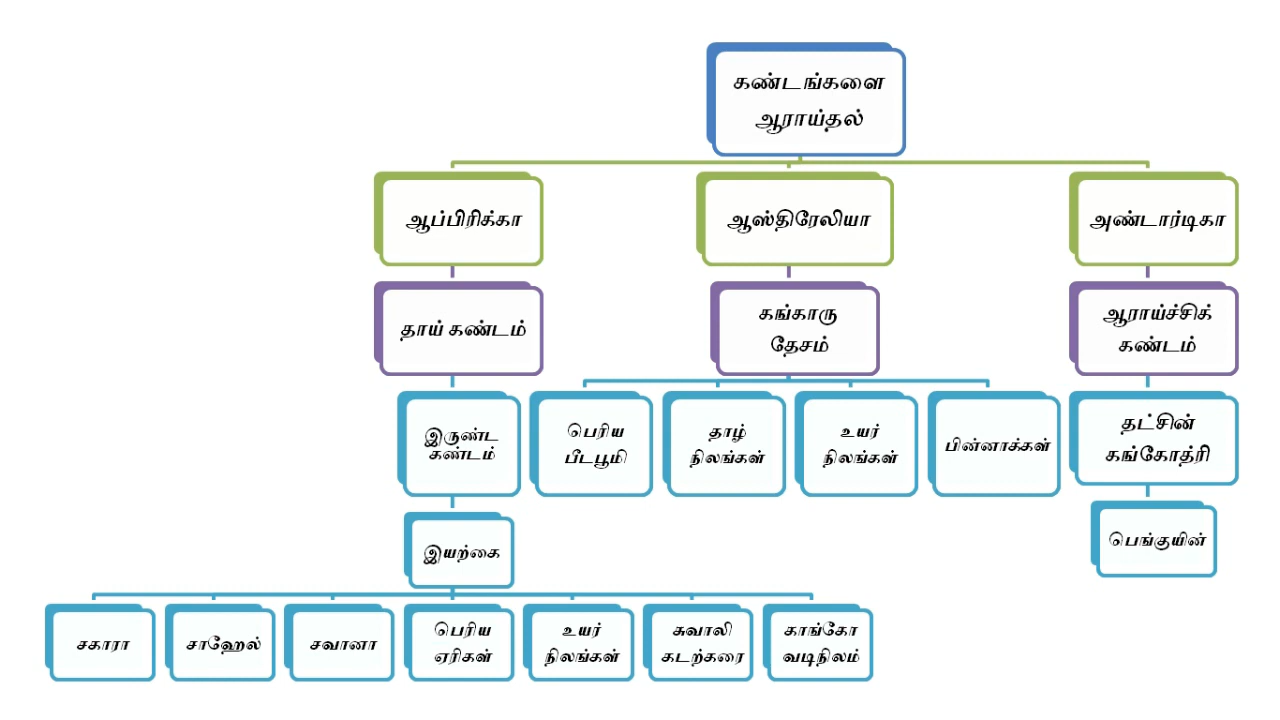 கண்டங்களை
ஆராய்தல்
ஆப்பிரிக்கா
ஆஸ்திரேலியா
அண்டார்டிகா
தாய் கண்டம்
கங்காரு
தேசம்
ஆராய்ச்சிக்
கண்டம்
இருண்ட
கண்டம்
பெரிய
பீடபூமி
தாழ்
நிலங்கள்
உயர்
நிலங்கள்
பின்னாக்கள்
தட்சின்
கங்கோத்ரி
இயற்கை
பெங்குயின்
சகாரா
சாஹேல்
சவானா
பெரிய
ஏரிகள்
உயர்
நிலங்கள்
சுவாலி
கடற்கரை
காங்கோ
வடிநிலம்